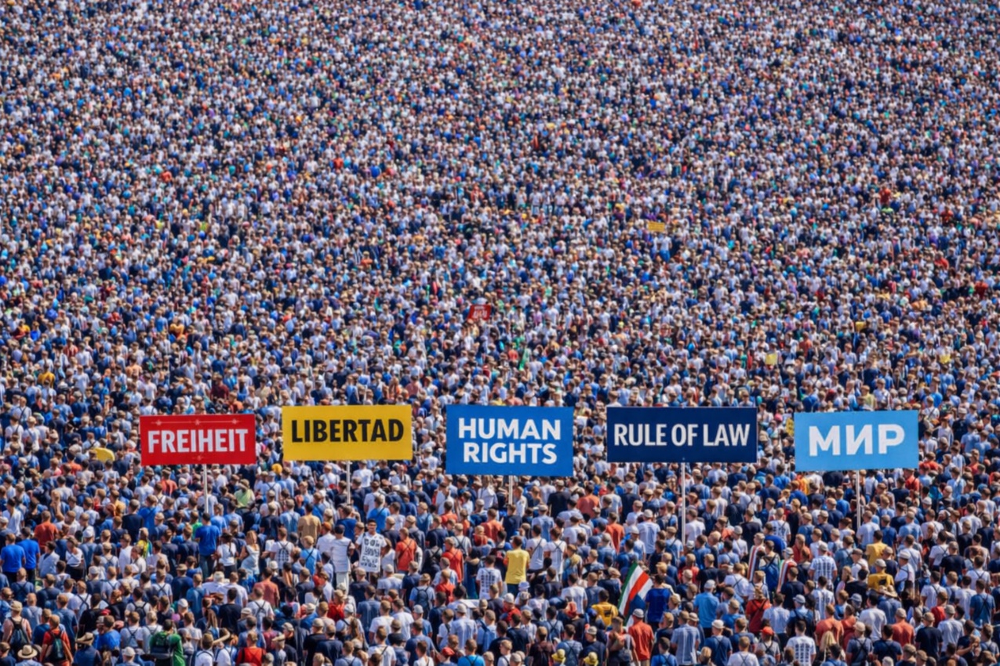 FREIHEIT
LIBERTAD
HUMAN
RIGHTS
RULE OF LAW
МИР